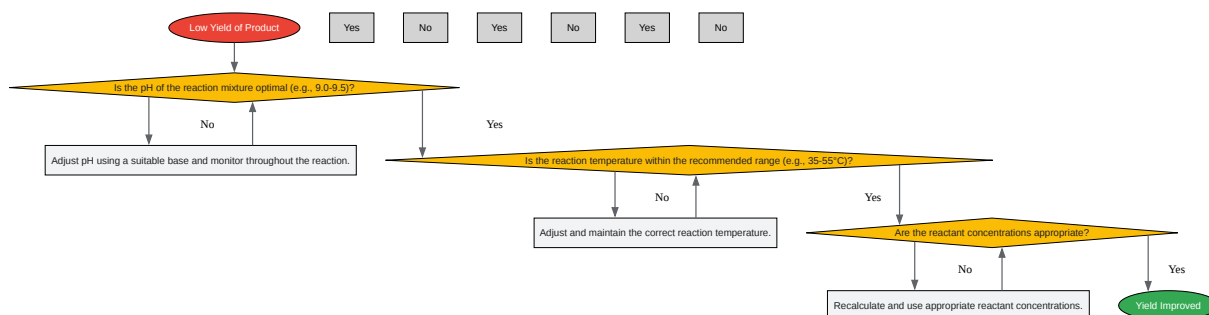 Low Yield of Product
Yes
No
Yes
No
Yes
No
Is the pH of the reaction mixture optimal (e.g., 9.0-9.5)?
No
Yes
Adjust pH using a suitable base and monitor throughout the reaction.
Is the reaction temperature within the recommended range (e.g., 35-55°C)?
No
Yes
Adjust and maintain the correct reaction temperature.
Are the reactant concentrations appropriate?
No
Yes
Recalculate and use appropriate reactant concentrations.
Yield Improved